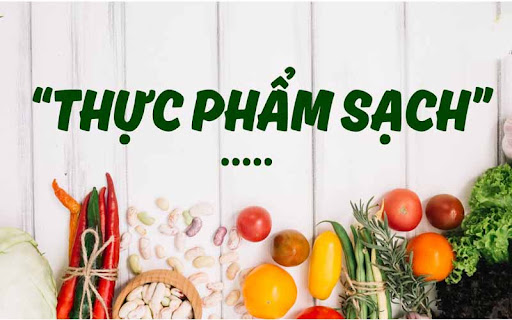 “THỰC PHẨM SẠCH”
.....